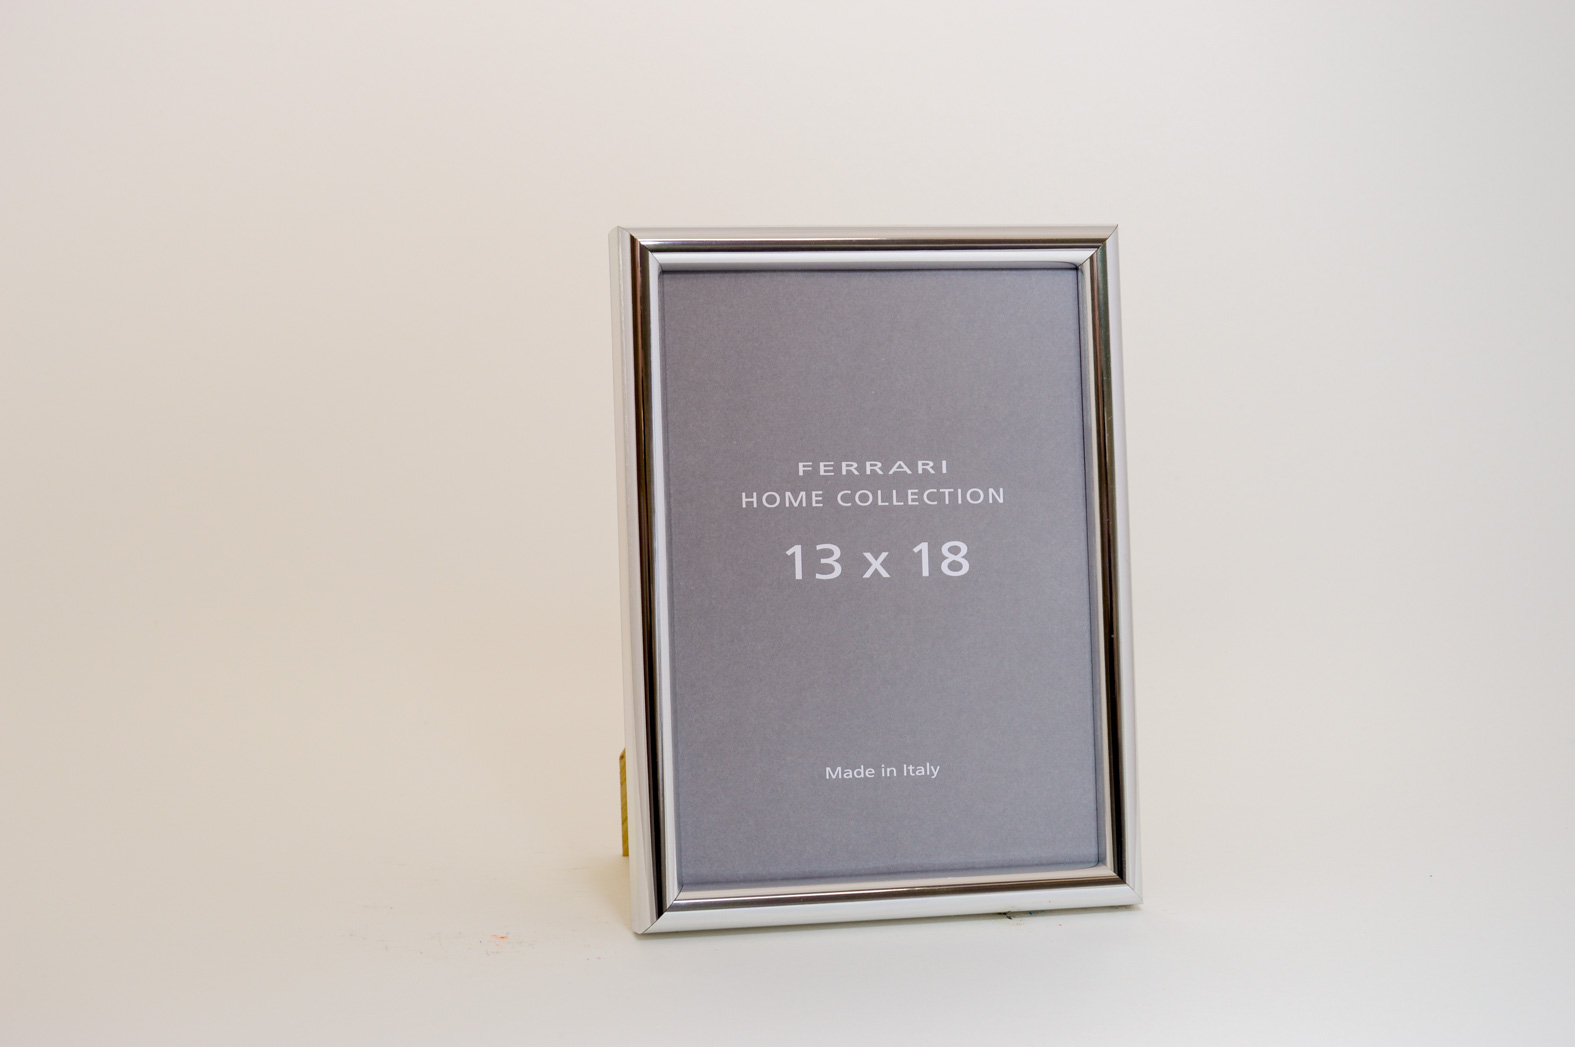 FERRARI
HOME COLLECTION
13 x 18
Made in Italy